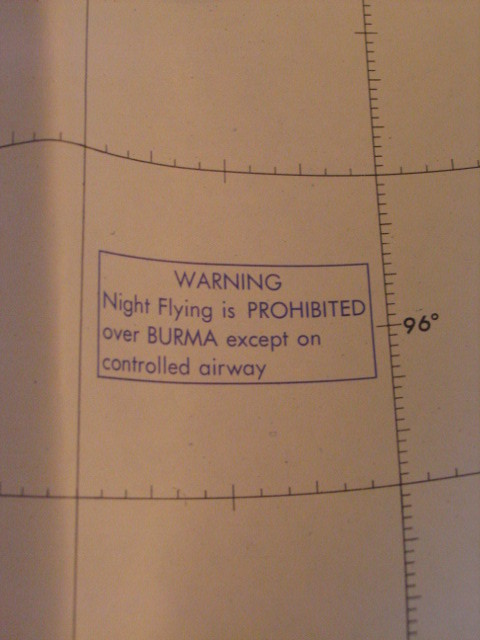 WARNING
Night Flying is PROHIBITED
over BURMA except on
controlled airway
96°